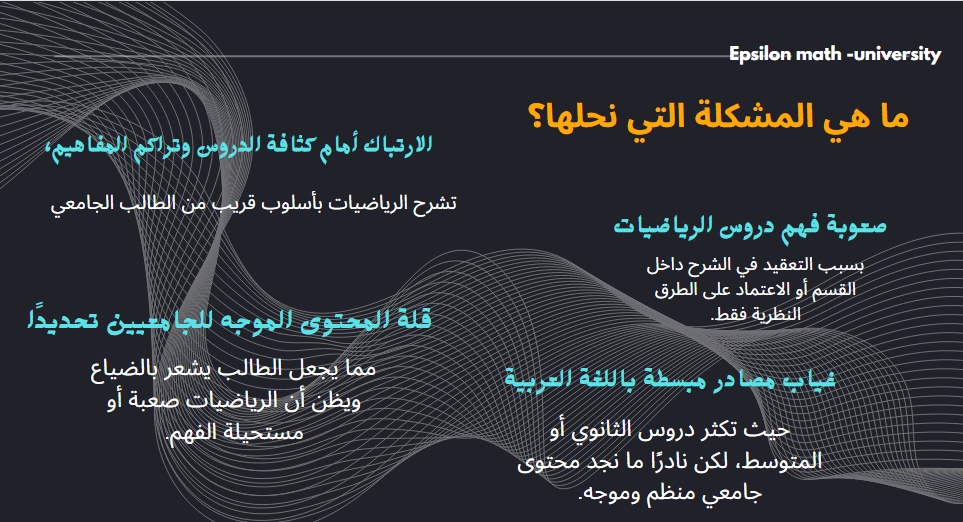 Epsilon math -university
ما هي المشكلة التي نحلها؟
صعوبة فهم دروس الرياضيات
بسبب التعقيد في الشرح داخل
القسم أو الاعتماد على الطرق
النظرية فقط.
غياب مصادر مبسطة باللغة العربية
حيث تكثر دروس الثانوي أو
المتوسط، لكن نادرًا ما نجد محتوى
جامعي منظم وموجه.
الارتباك أمام كثافة الدروس وتراكم المفاهيم،
تشرح الرياضيات بأسلوب قريب من الطالب الجامعي
قلة المحتوى الموجه للجامعيين تحديدًا
مما يجعل الطالب يشعر بالضياع
ويظن أن الرياضيات صعبة أو
مستحيلة الفهم.